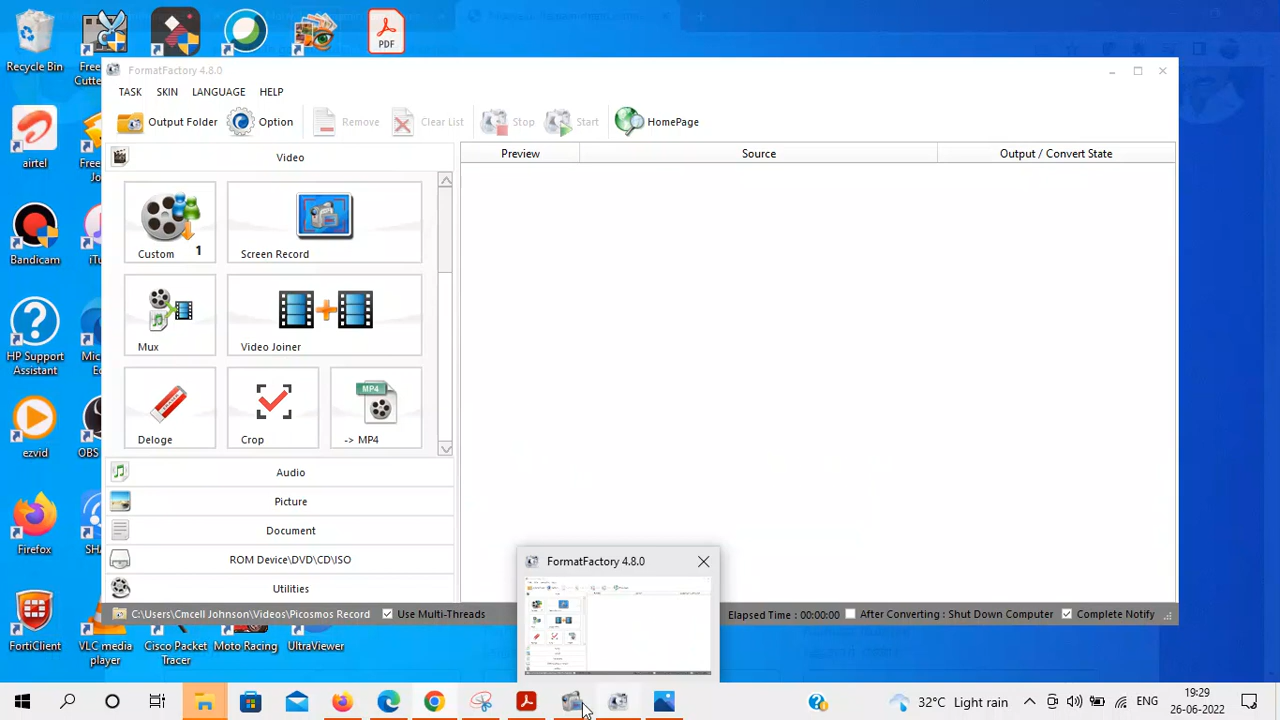 PDF
Recycle Bin
Free
Cutte
FormatFactory 4.8.0
TASK SKIN LANGUAGE HELP
Output Folder Option Remove Clear List Stop Start HomePage
Video
Preview Source Output / Convert State
airtel
Free
Jo
Custom 1
Screen Record
Bandicam
iTu
Mux
Video Joiner
HP Support
Assistant
Mic
Ed
MP4
Deloge
Crop
-> MP4
ezvid
OBS
Audio
Picture
Document
ROM Device\DVD\CD\ISO
Utilities
Firefox
SHA
FormatFactory 4.8.0
C:\Users\Cmcell Johnson\Videos\Picosmos Record Use Multi-Threads Elapsed Time : 00:00:00 After Converting : Shut Down Computer Complete Notify
FortiClient
VLC media
player
Cisco Packet
Tracer
Moto Racing
UltraViewer
32°C Light rain ENG 19:29
26-06-2022